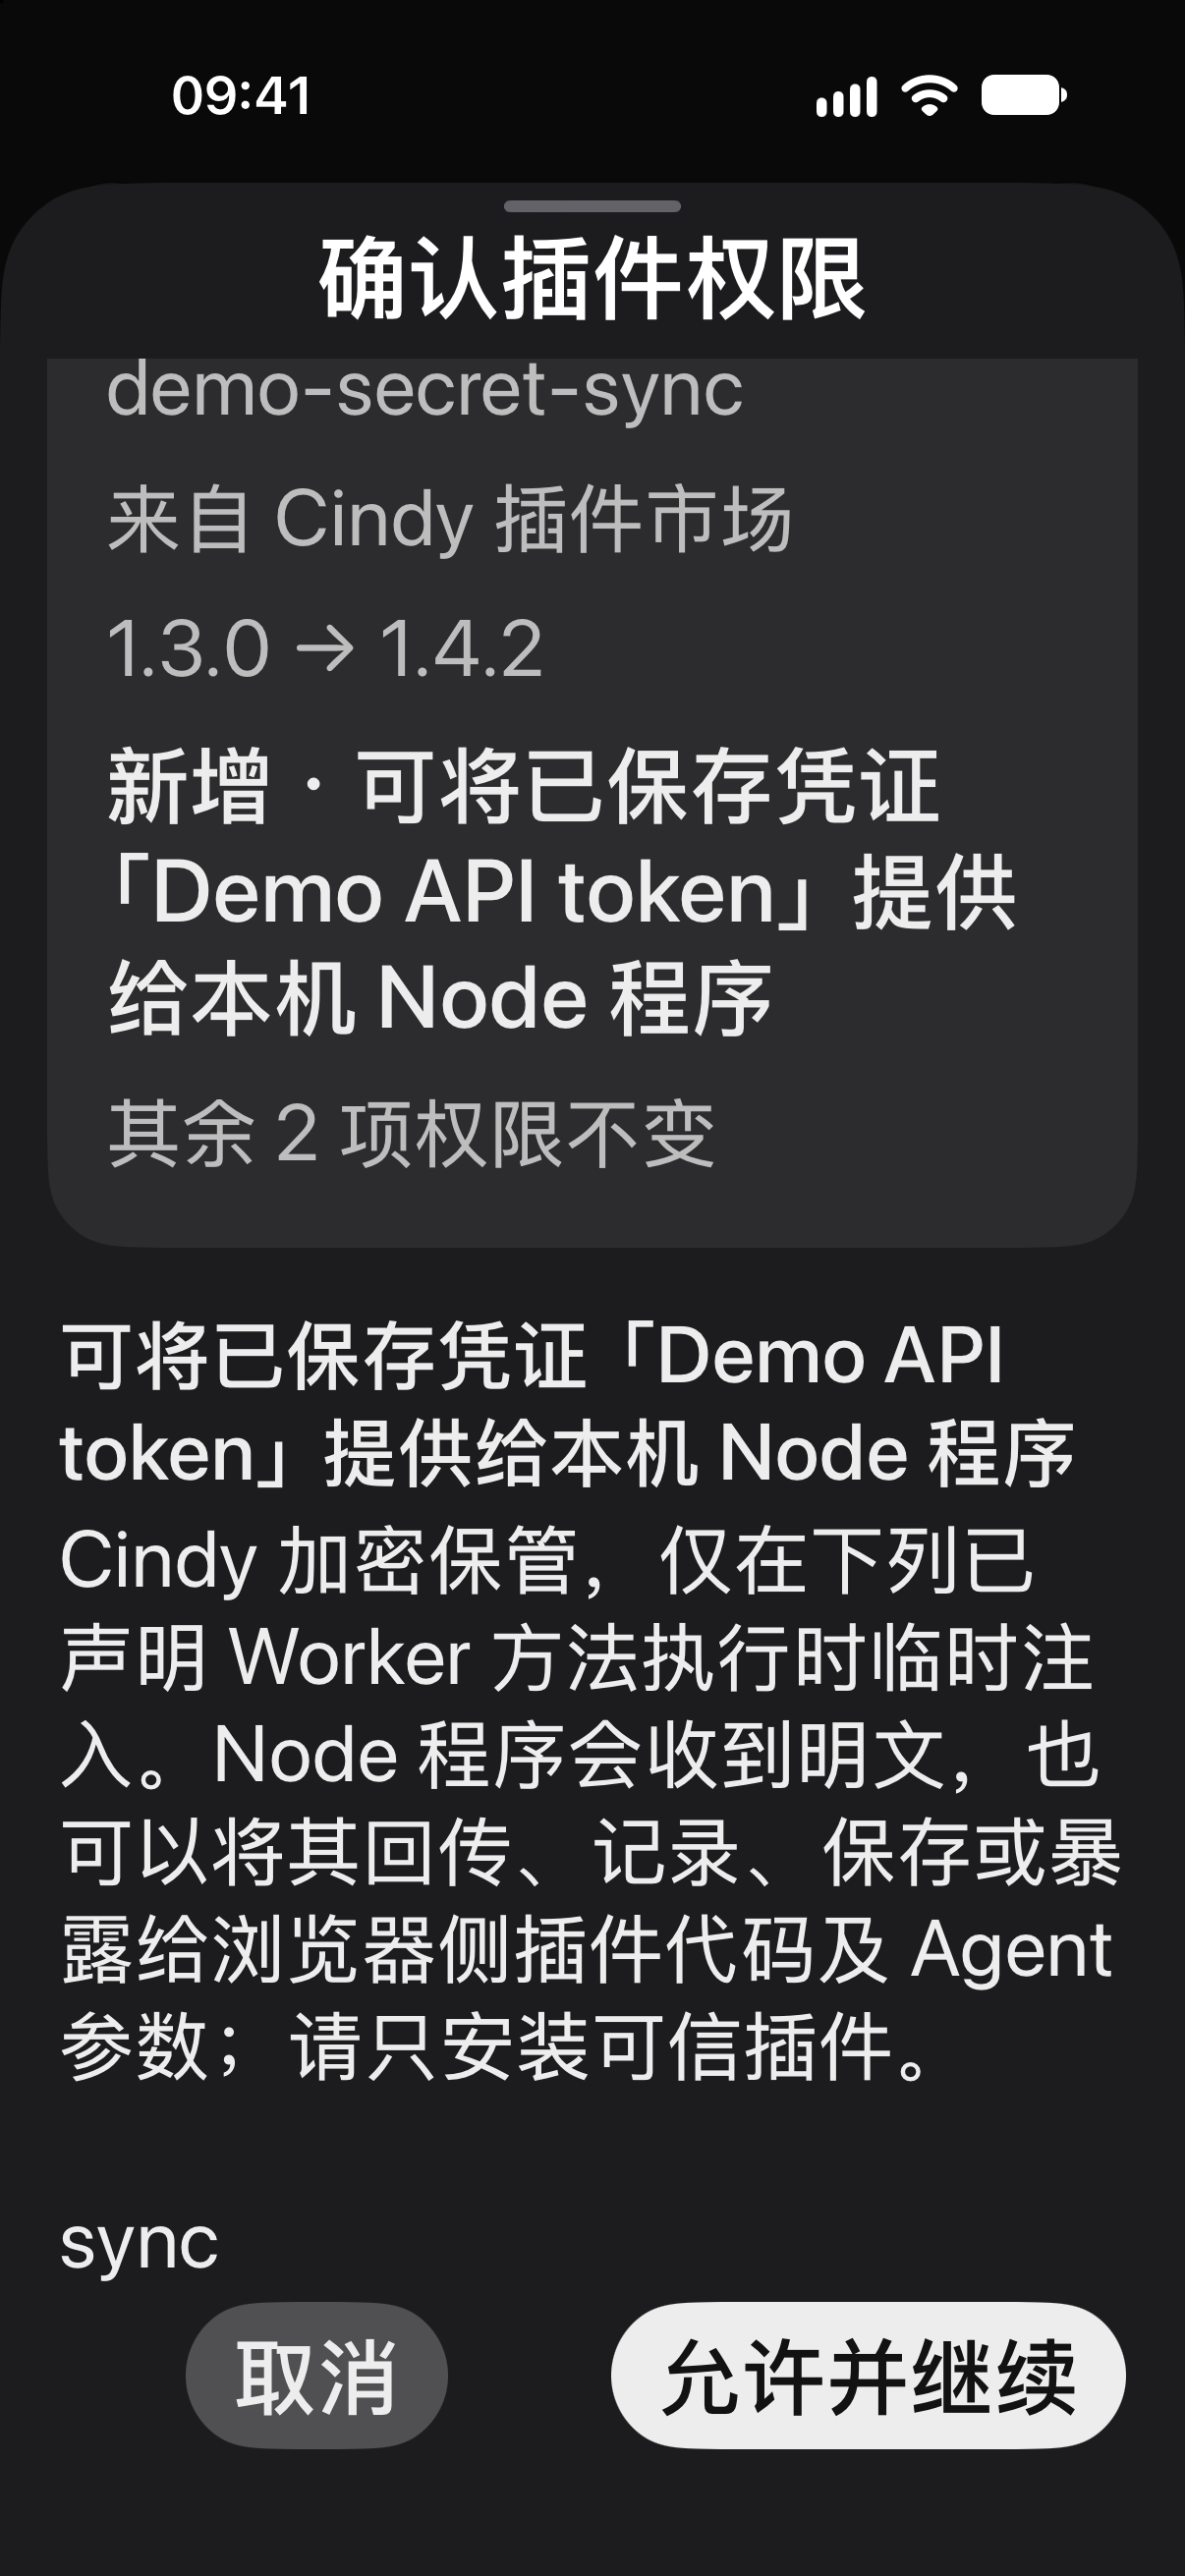 09:41
确认插件权限
demo-secret-sync
来自 Cindy 插件市场
1.3.0 → 1.4.2
新增 · 可将已保存凭证
「Demo API token」提供
给本机 Node 程序
其余 2 项权限不变
可将已保存凭证「Demo API
token」提供给本机 Node 程序
Cindy 加密保管，仅在下列已
声明 Worker 方法执行时临时注
入。Node 程序会收到明文，也
可以将其回传、记录、保存或暴
露给浏览器侧插件代码及 Agent
参数；请只安装可信插件。
sync
取消
允许并继续